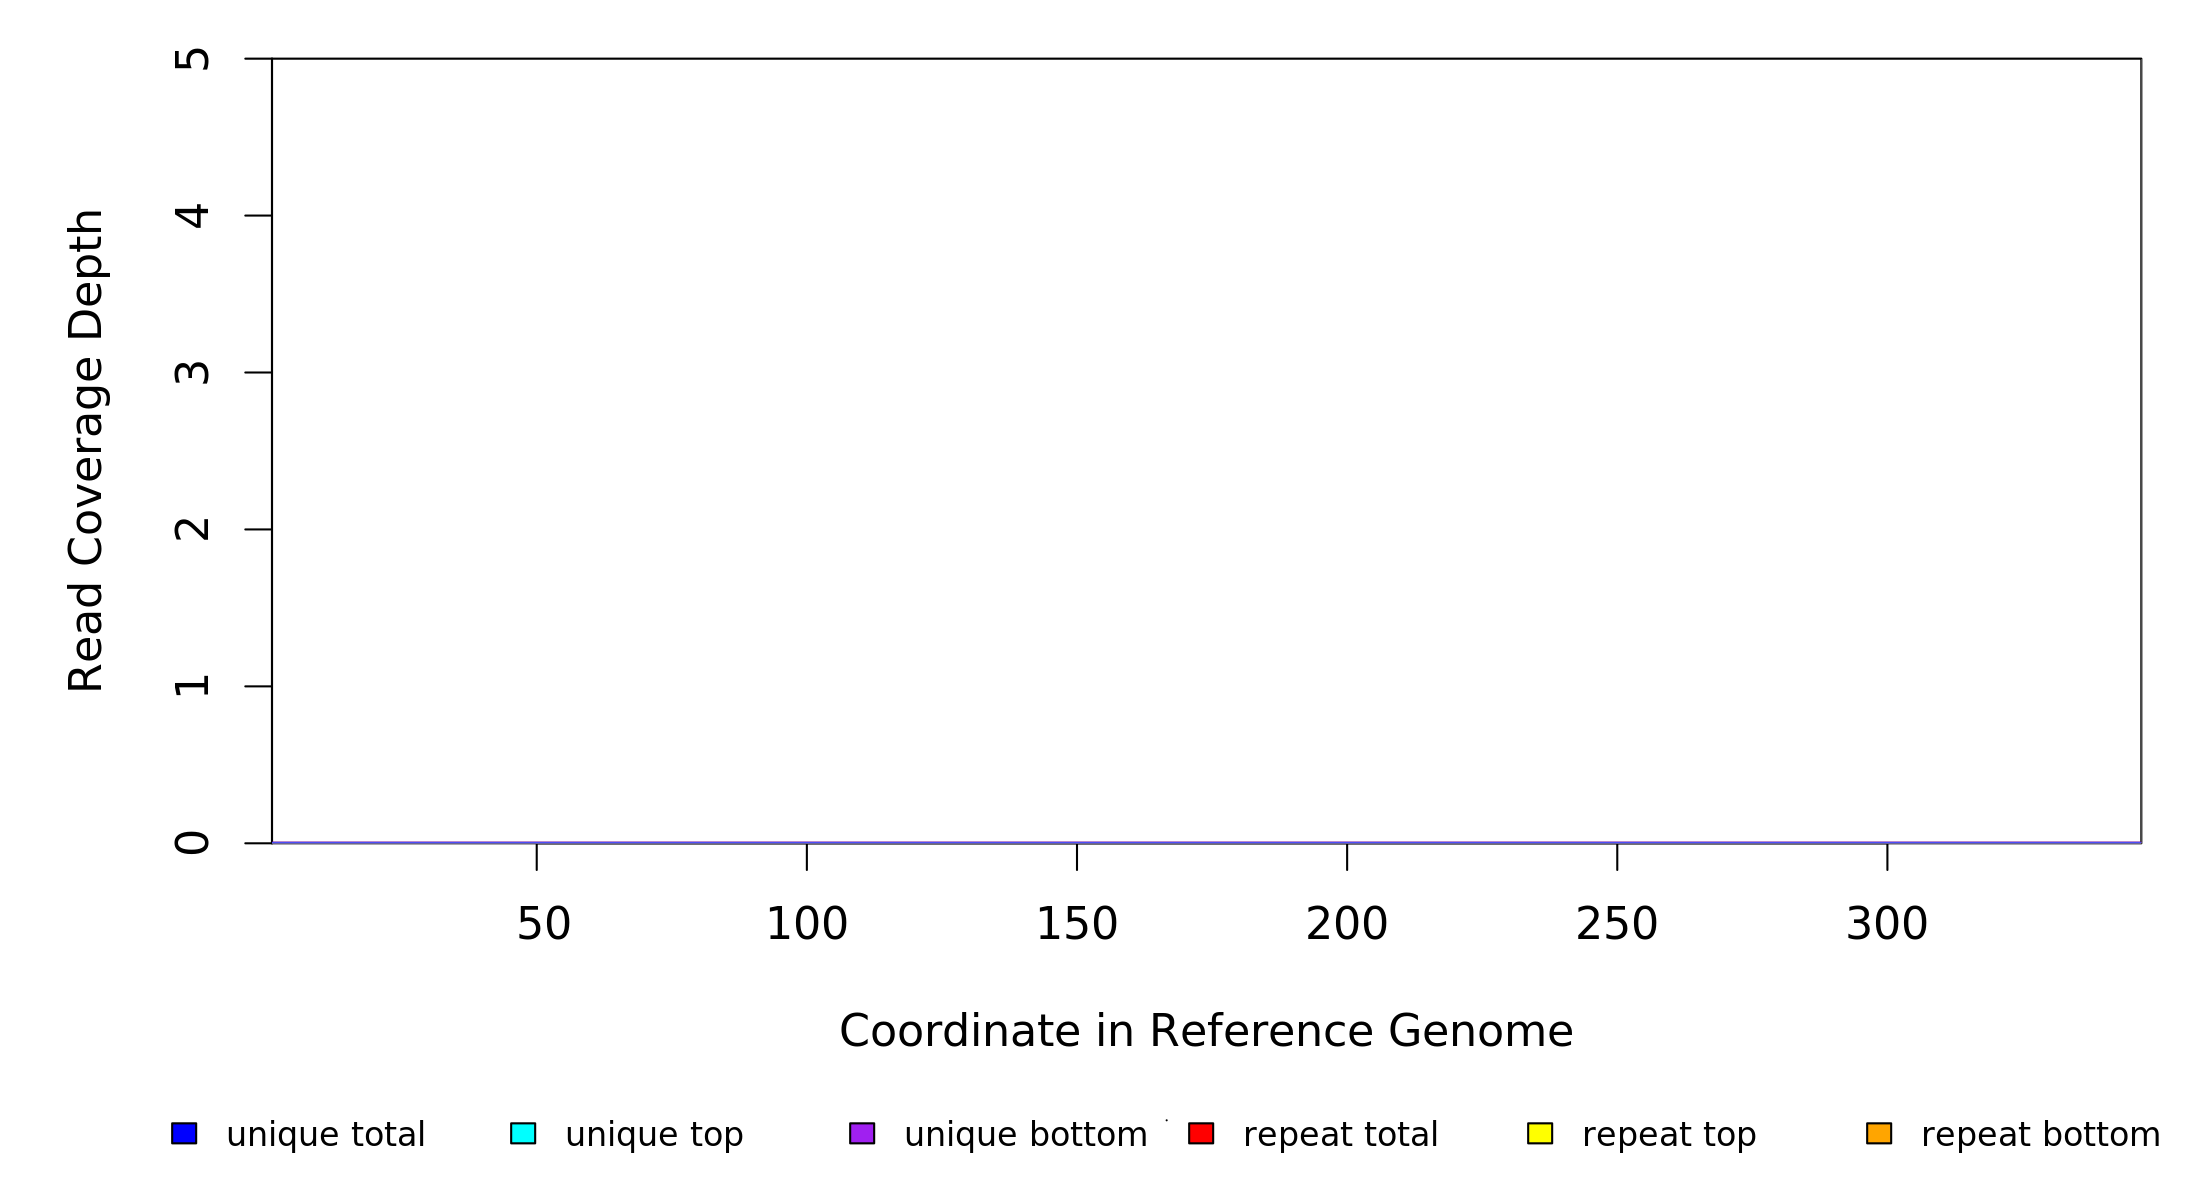 Read Coverage Depth
5
4
3
2
1
0
50 100 150 200 250 300
Coordinate in Reference Genome
unique total unique top unique bottom repeat total repeat top repeat bottom